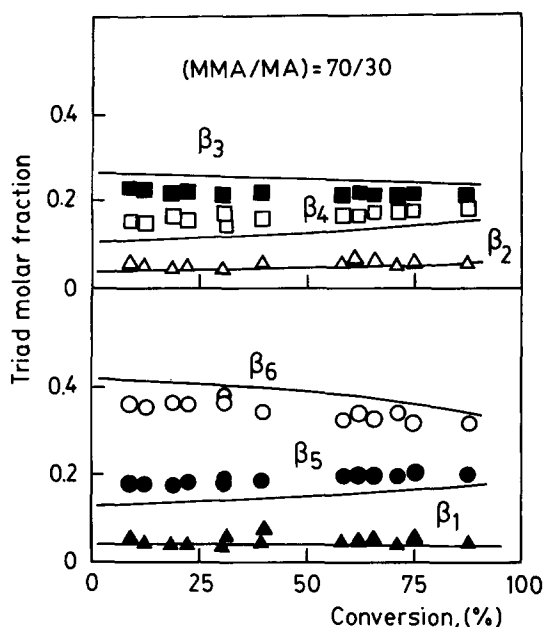 (MMA/MA) = 70/30
0.4
β3
0.2
β4
β2
0
Triad molar fraction
β6
0.4
β5
0.2
β1
0
0 25 50 75 100
Conversion,(%)